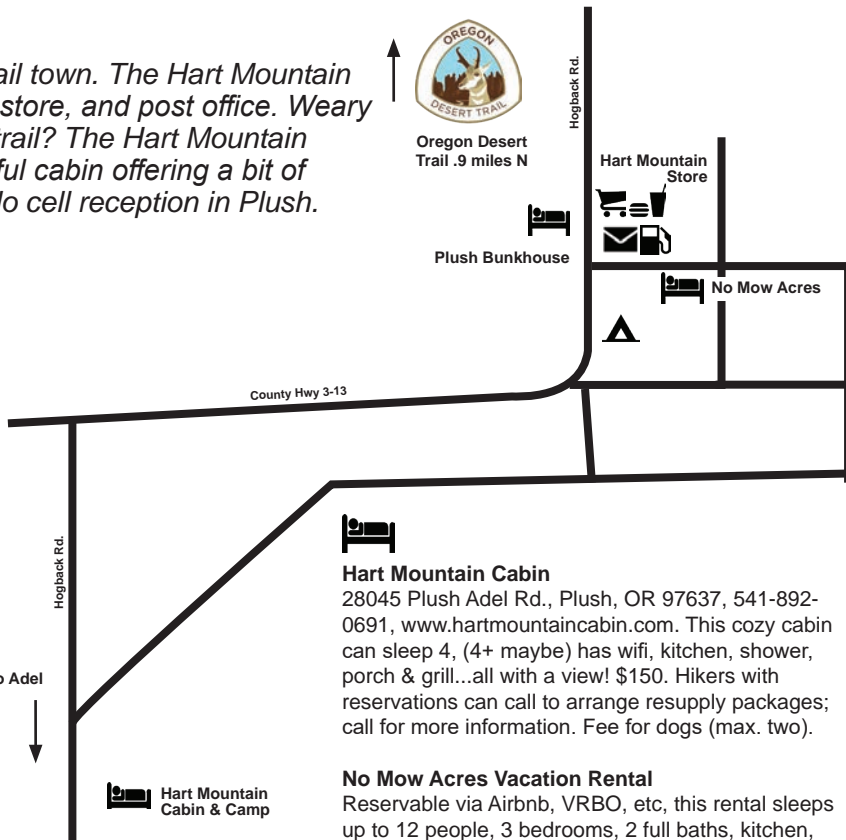 ail town. The Hart Mountain
store, and post office. Weary
trail? The Hart Mountain
ful cabin offering a bit of
No cell reception in Plush.
OREGON
DESERT TRAIL
Oregon Desert
Trail .9 miles N
Hogback Rd.
Hart Mountain
Store
Plush Bunkhouse
No Mow Acres
County Hwy 3-13
Hogback Rd.
o Adel
Hart Mountain
Cabin & Camp
Hart Mountain Cabin
28045 Plush Adel Rd., Plush, OR 97637, 541-892-
0691, www.hartmountaincabin.com. This cozy cabin
can sleep 4, (4+ maybe) has wifi, kitchen, shower,
porch & grill...all with a view! $150. Hikers with
reservations can call to arrange resupply packages;
call for more information. Fee for dogs (max. two).
No Mow Acres Vacation Rental
Reservable via Airbnb, VRBO, etc, this rental sleeps
up to 12 people, 3 bedrooms, 2 full baths, kitchen,